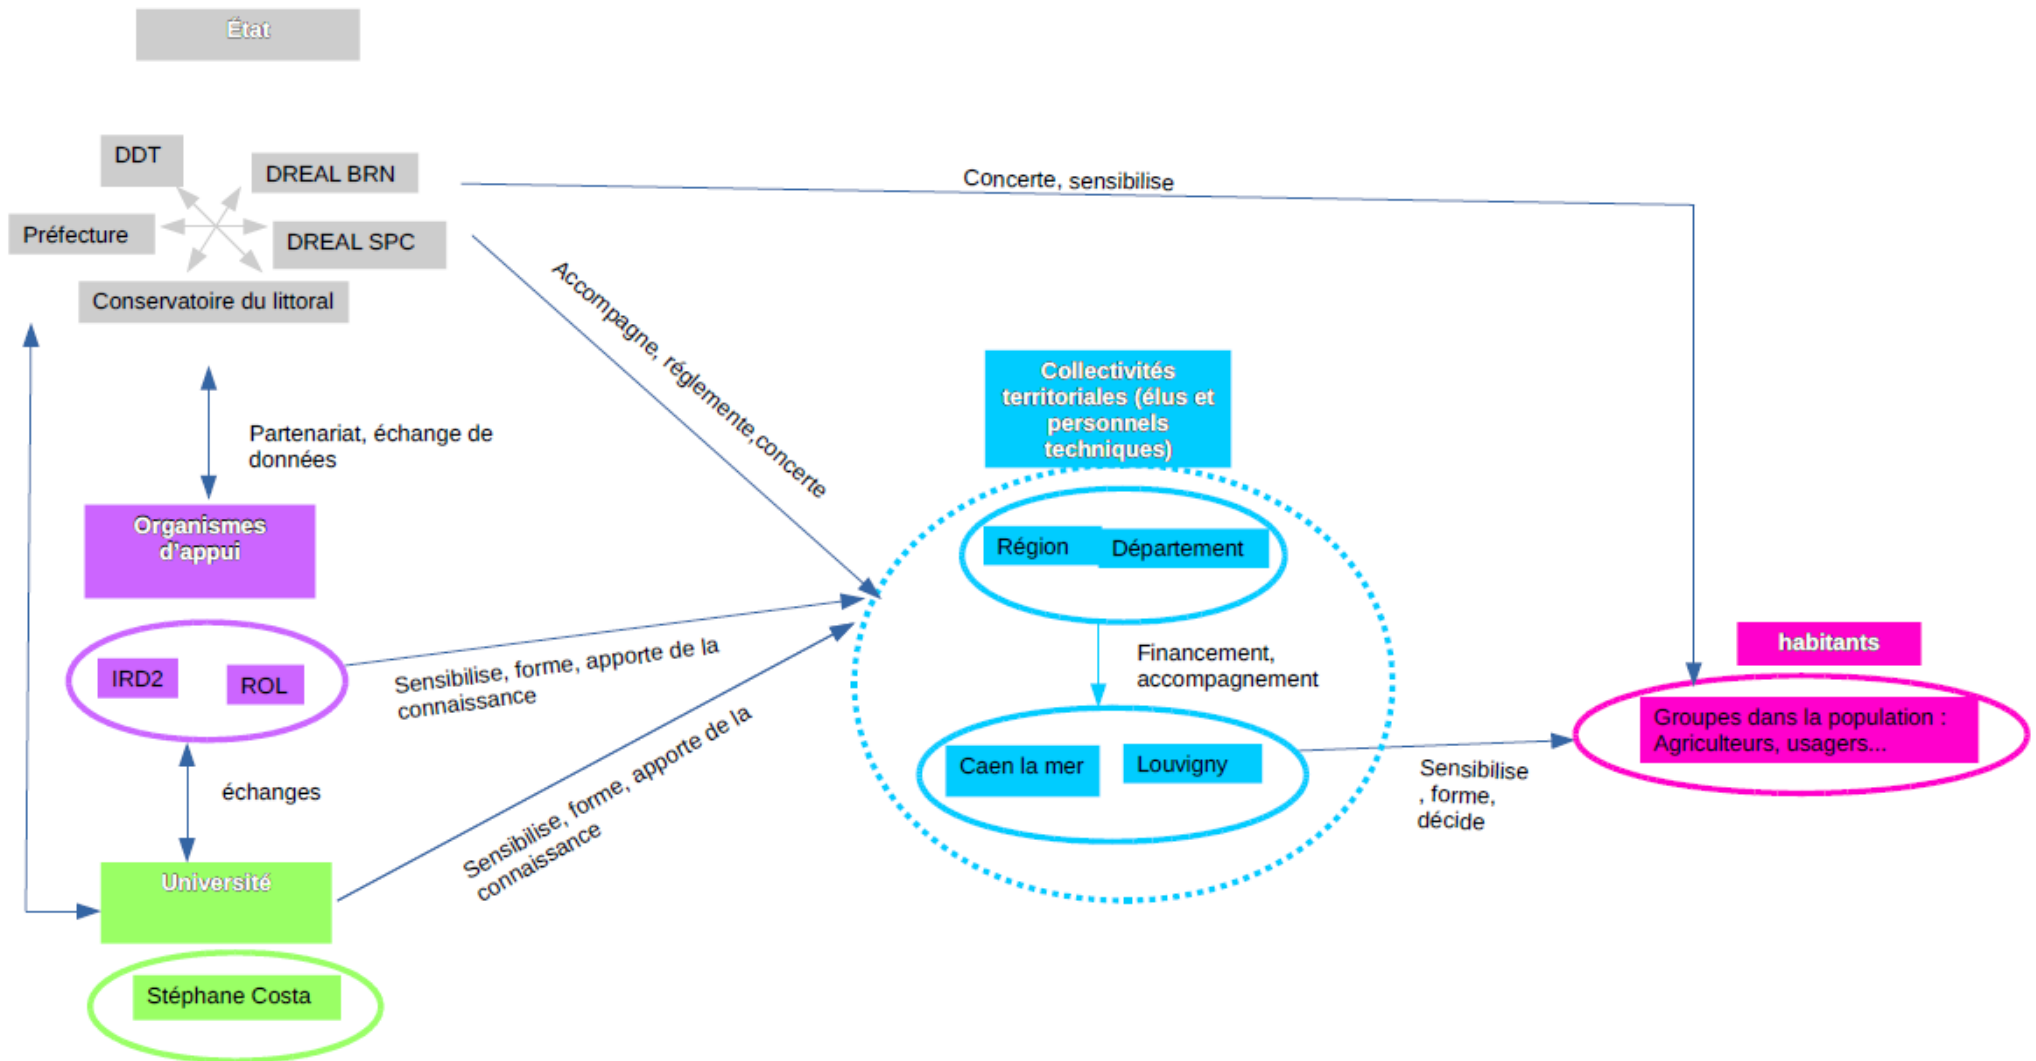 État
DDT
DREAL BRN
Préfecture
DREAL SPC
Conservatoire du littoral
Concerte, sensibilise
Accompagne, réglemente,concerte
Partenariat, échange de
données
Organismes
d'appui
IRD2
ROL
Sensibilise, forme, apporte de la
connaissance
échanges
Université
Stéphane Costa
Sensibilise, forme, apporte de la
connaissance
Collectivités
territoriales (élus et
personnels
techniques)
Région
Département
Financement,
accompagnement
Caen la mer
Louvigny
Sensibilise
, forme,
décide
habitants
Groupes dans la population :
Agriculteurs, usagers...